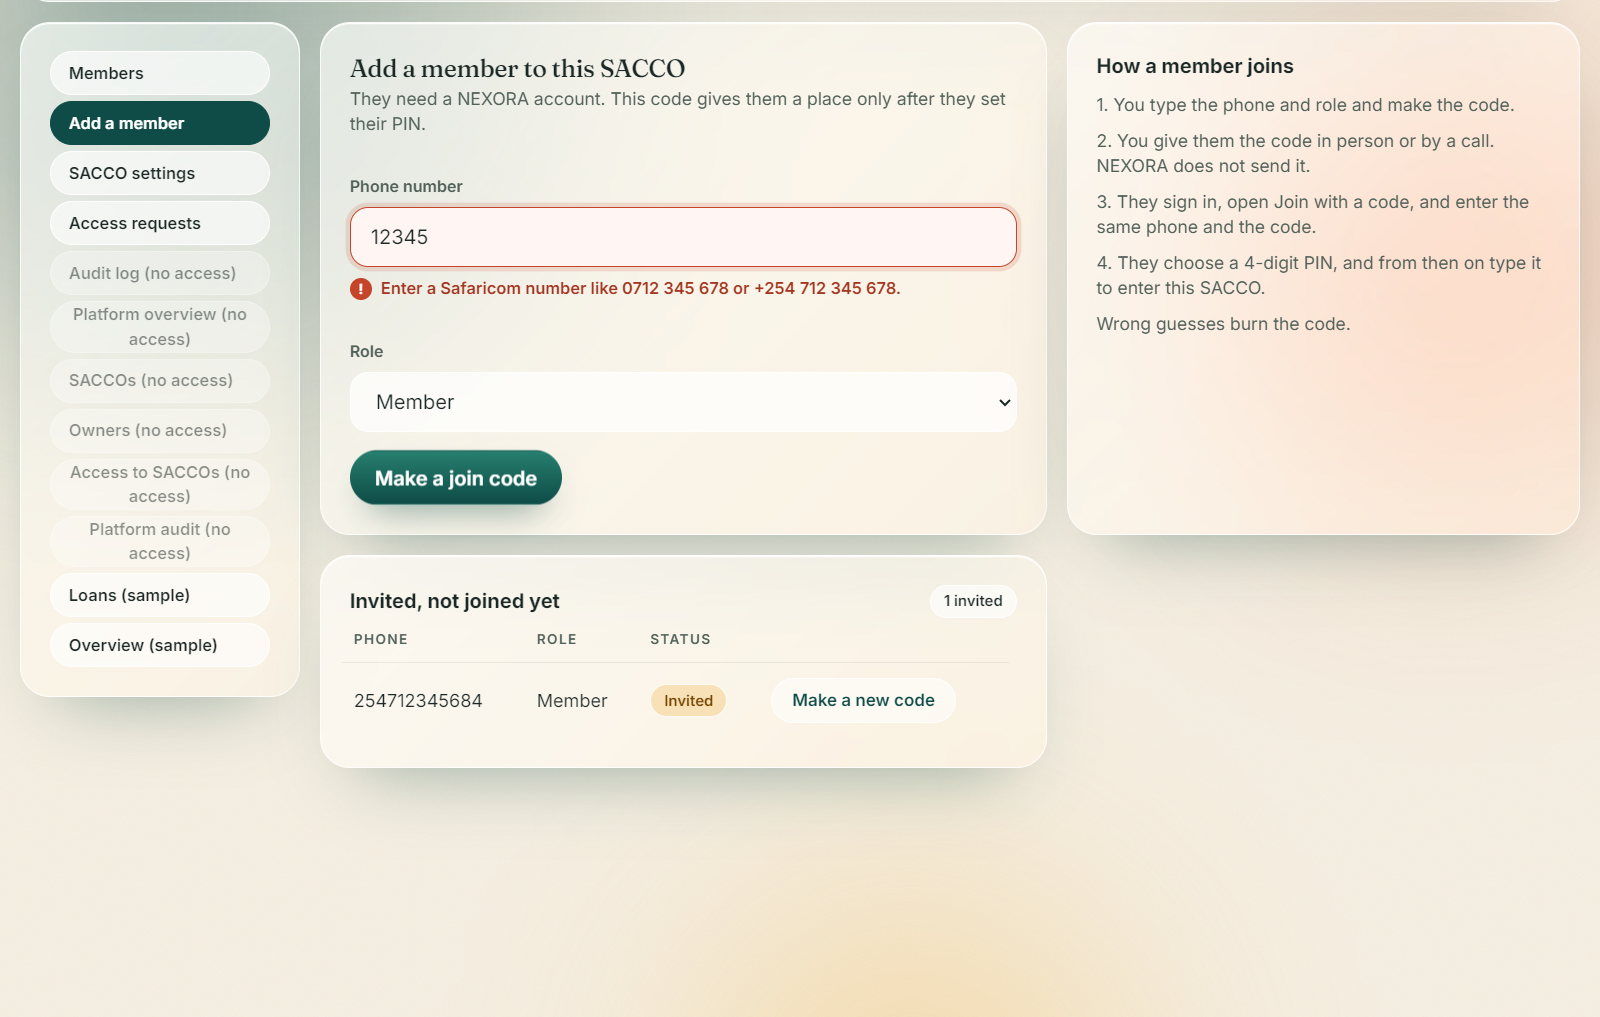 Members
Add a member
SACCO settings
Access requests
Audit log (no access)
Platform overview (no
access)
SACCOs (no access)
Owners (no access)
Access to SACCOs (no
access)
Platform audit (no
access)
Loans (sample)
Overview (sample)
Add a member to this SACCO
They need a NEXORA account. This code gives them a place only after they set
their PIN.
Phone number
12345
! Enter a Safaricom number like 0712 345 678 or +254 712 345 678.
Role
Member
Make a join code
Invited, not joined yet
1 invited
PHONE ROLE STATUS
254712345684 Member Invited Make a new code
How a member joins
1. You type the phone and role and make the code.
2. You give them the code in person or by a call.
NEXORA does not send it.
3. They sign in, open Join with a code, and enter the
same phone and the code.
4. They choose a 4-digit PIN, and from then on type it
to enter this SACCO.
Wrong guesses burn the code.